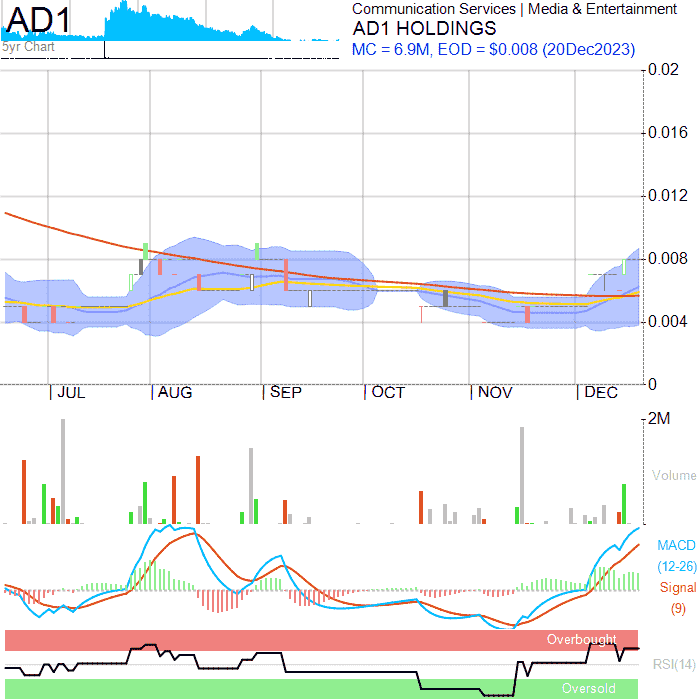 AD1
5yr Chart
Communication Services | Media & Entertainment
AD1 HOLDINGS
MC = 6.9M, EOD = $0.008 (20Dec2023)
0.02
0.016
0.012
0.008
0.004
0
JUL AUG SEP OCT NOV DEC
2M
Volume
MACD
(12-26)
Signal
(9)
Overbought
RSI(14)
Oversold